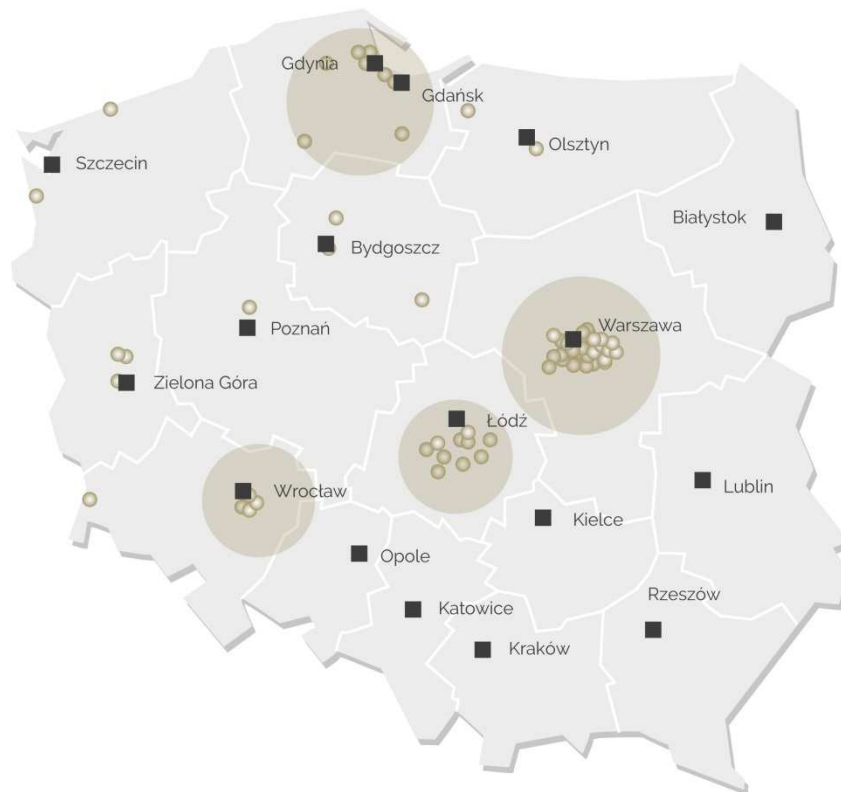 Gdynia
Gdańsk
Olsztyn
Szczecin
Białystok
Bydgoszcz
Warszawa
Poznań
Zielona Góra
Łódź
Wrocław
Lublin
Kielce
Opole
Rzeszów
Katowice
Kraków